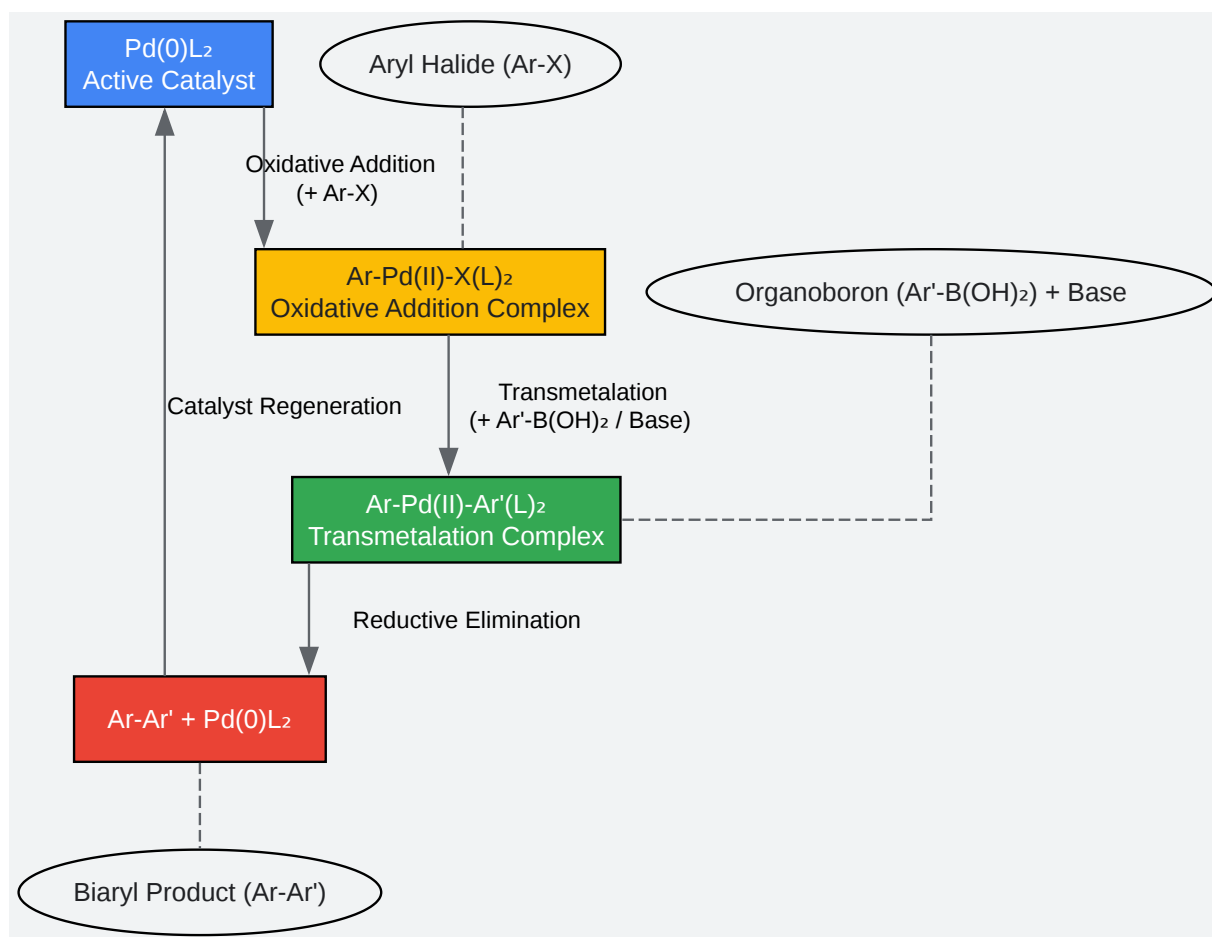 Pd(0)L₂
Active Catalyst
Aryl Halide (Ar-X)
Oxidative Addition
(+ Ar-X)
Ar-Pd(II)-X(L)₂
Oxidative Addition Complex
Organoboron (Ar'-B(OH)₂) + Base
Catalyst Regeneration
Transmetalation
(+ Ar'-B(OH)₂ / Base)
Ar-Pd(II)-Ar'(L)₂
Transmetalation Complex
Reductive Elimination
Ar-Ar' + Pd(0)L₂
Biaryl Product (Ar-Ar')